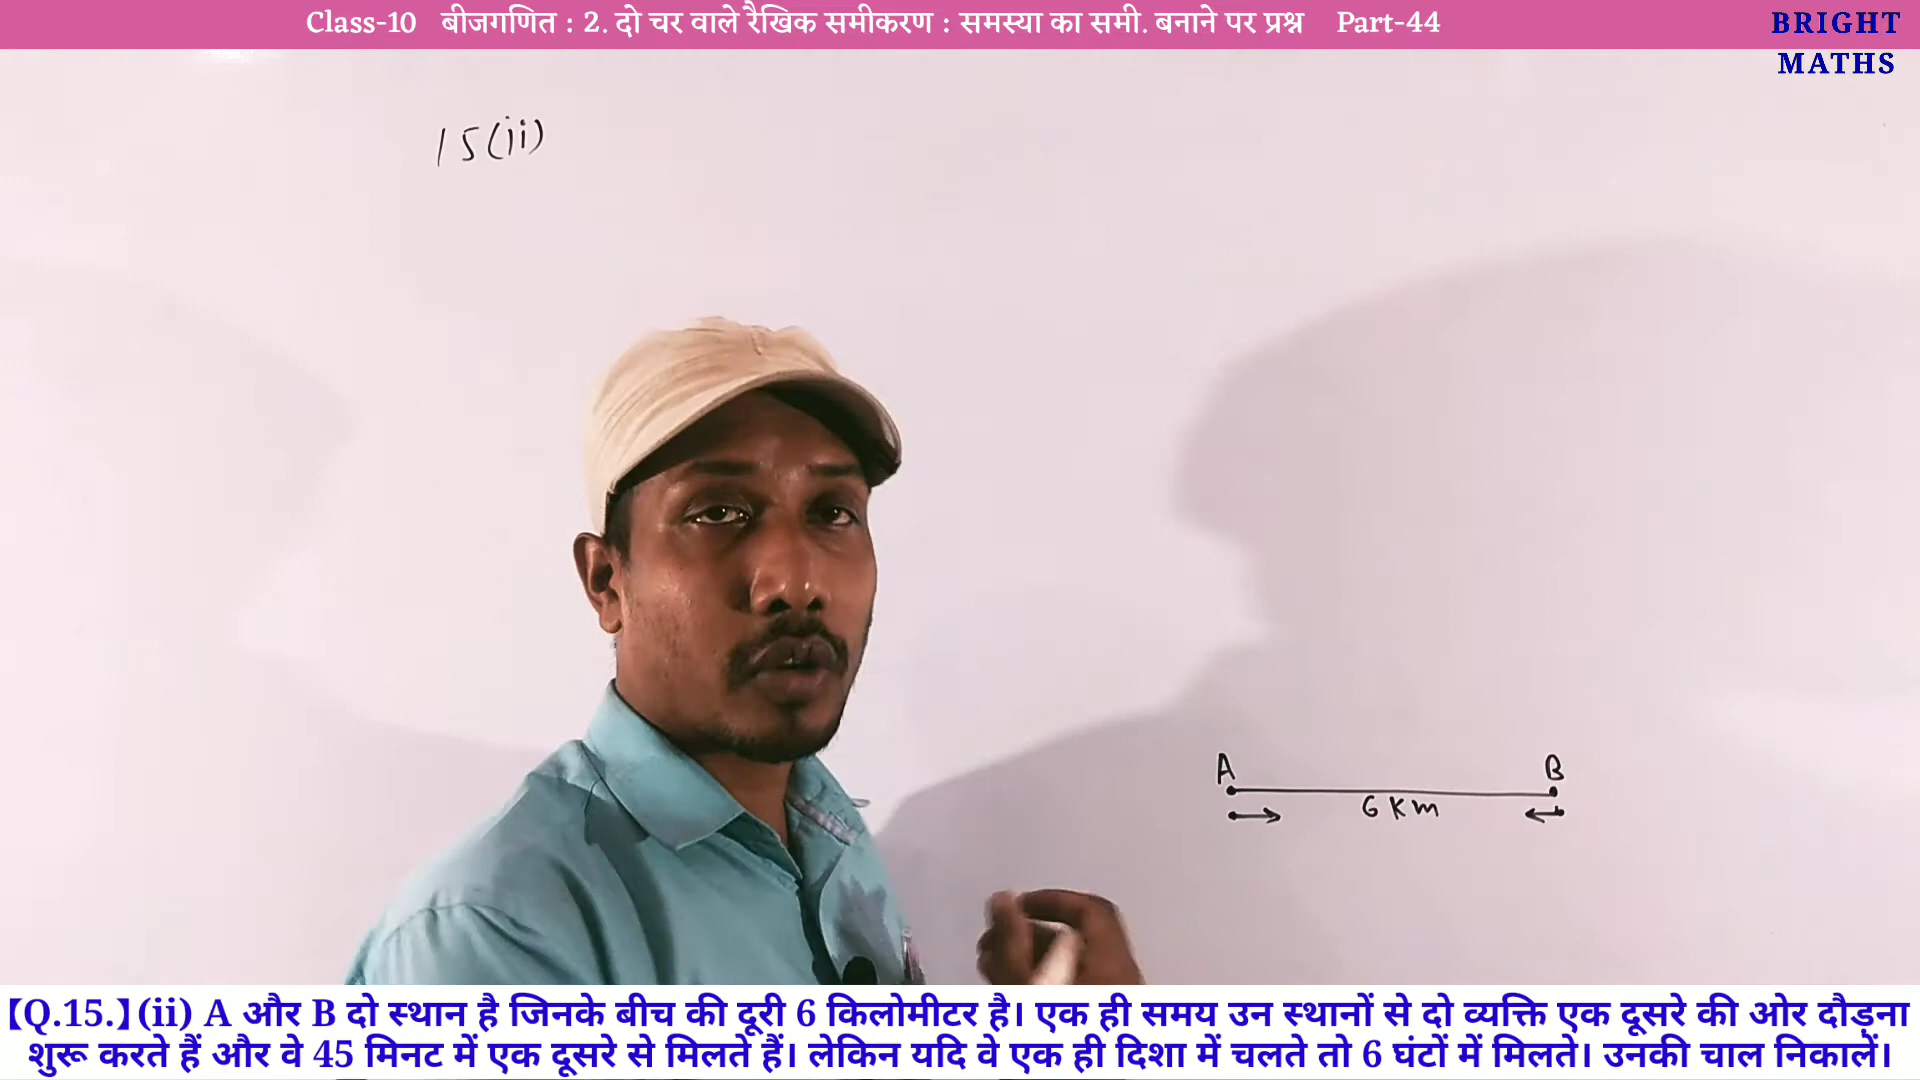 Class-10 बीजगणित : 2. दो चर वाले रैखिक समीकरण : समस्या का समी. बनाने पर प्रश्न Part-44
BRIGHT
MATHS
15(ii)
A B
6 Km
【Q.15.】(ii) A और B दो स्थान है जिनके बीच की दूरी 6 किलोमीटर है। एक ही समय उन स्थानों से दो व्यक्ति एक दूसरे की ओर दौड़ना
शुरू करते हैं और वे 45 मिनट में एक दूसरे से मिलते हैं। लेकिन यदि वे एक ही दिशा में चलते तो 6 घंटों में मिलते। उनकी चाल निकालें।